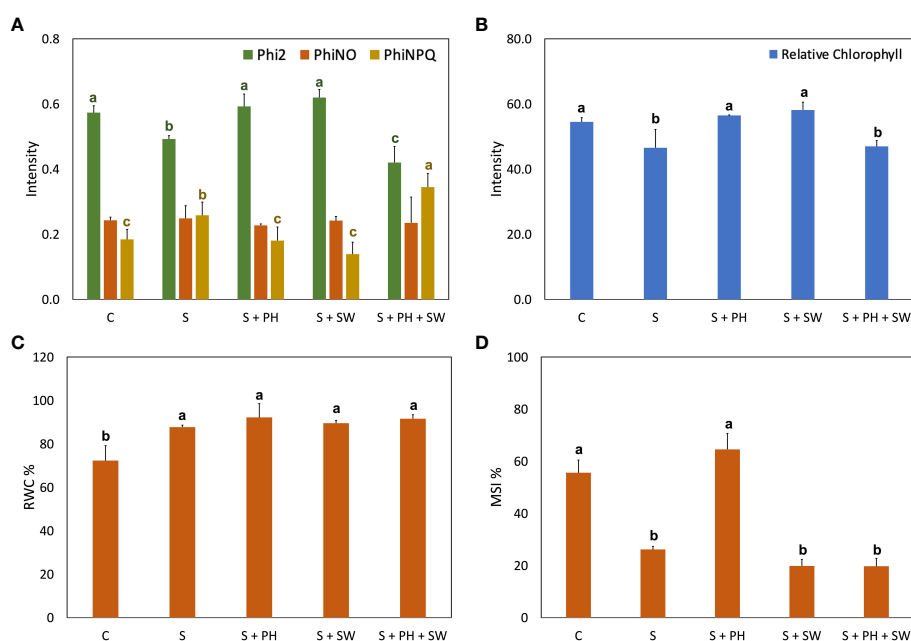 A
0.8
Phi2 PhiNO PhiNPQ
0.6
0.4
0.2
0.0
Intensity
a
b
c
a
b
a
c
a
c
c
a
C S S + PH S + SW S + PH + SW
B
80.0
Relative Chlorophyll
60.0
40.0
20.0
0.0
Intensity
a b a a b
C S S + PH S + SW S + PH + SW
C
120
100
80
60
40
20
0
RWC %
b a a a a
C S S + PH S + SW S + PH + SW
D
100
80
60
40
20
0
MSI %
a b a b b
C S S + PH S + SW S + PH + SW